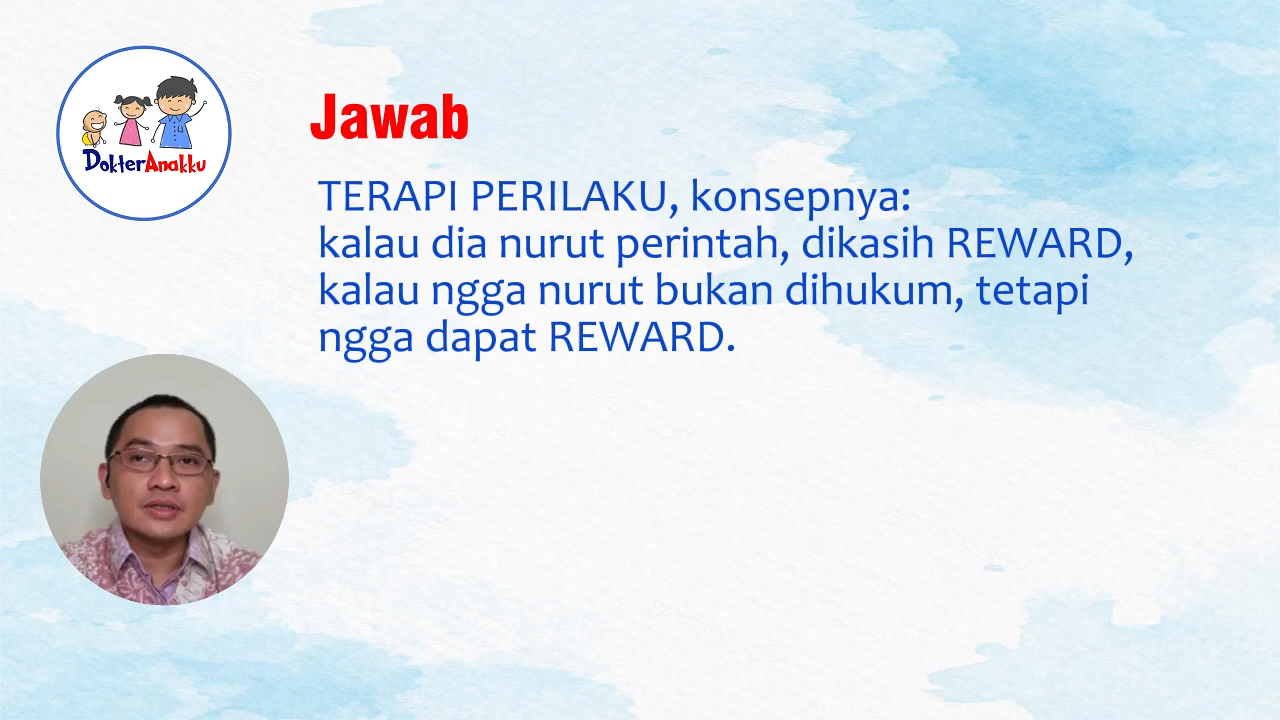 DokterAnakku
Jawab
TERAPI PERILAKU, konsepnya:
kalau dia nurut perintah, dikasih REWARD,
kalau ngga nurut bukan dihukum, tetapi
ngga dapat REWARD.